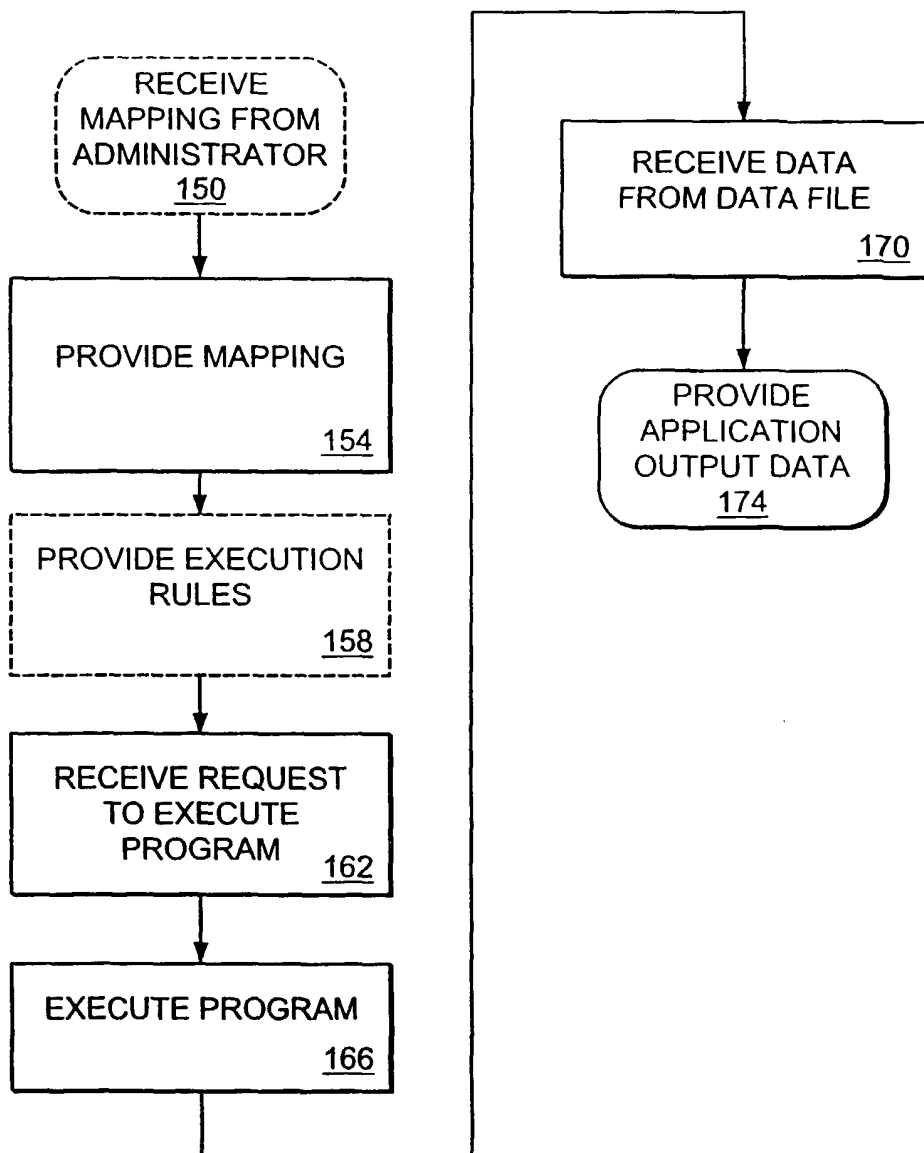 RECEIVE
MAPPING FROM
ADMINISTRATOR
150
PROVIDE MAPPING
154
PROVIDE EXECUTION
RULES
158
RECEIVE REQUEST
TO EXECUTE
PROGRAM
162
EXECUTE PROGRAM
166
RECEIVE DATA
FROM DATA FILE
170
PROVIDE
APPLICATION
OUTPUT DATA
174